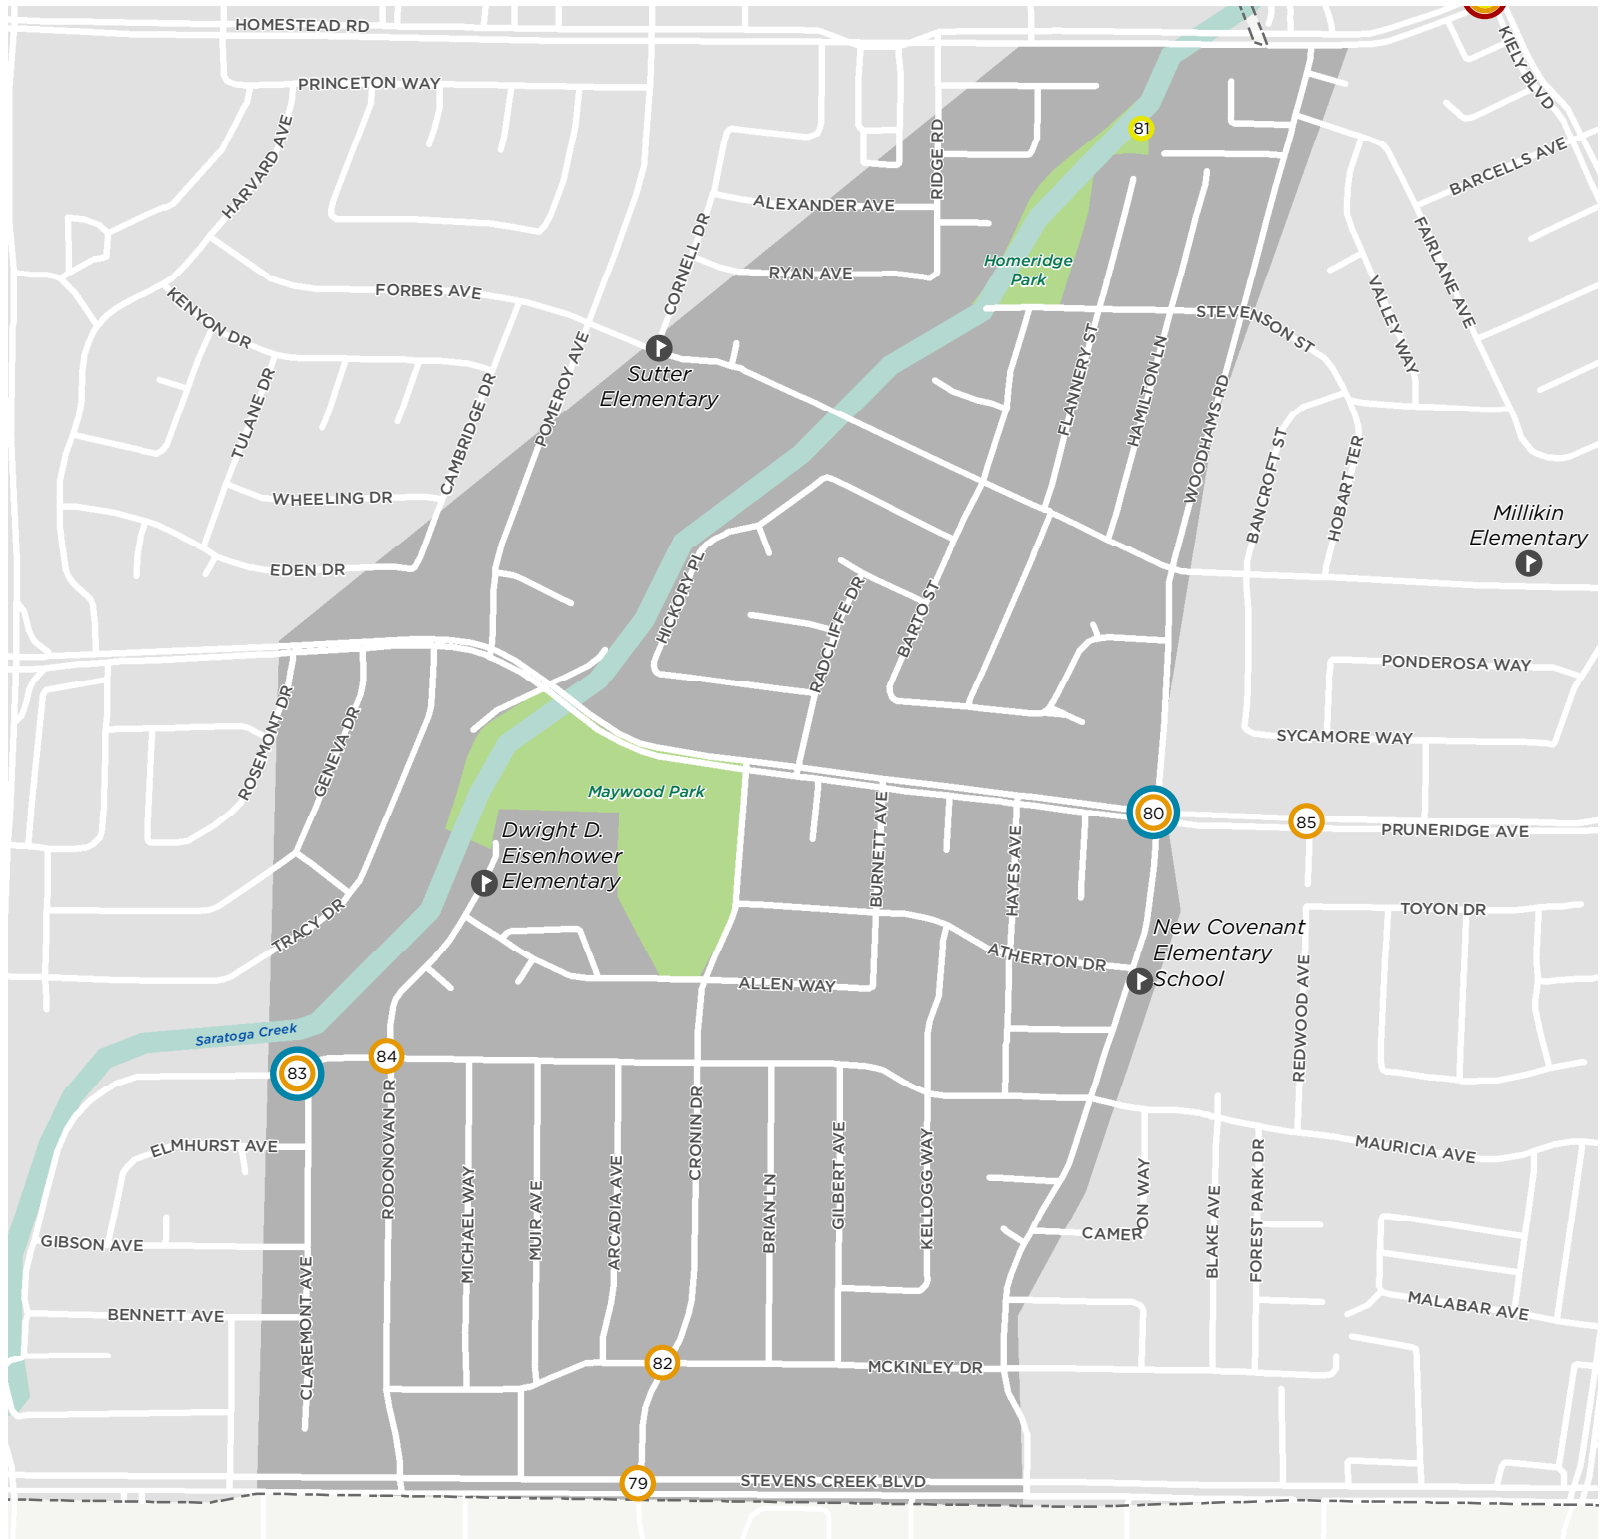 HOMESTEAD RD
KIELY BLVD
PRINCETON WAY
HARVARD AVE
81
RIDGE RD
BARCELLS AVE
ALEXANDER AVE
CORNELL DR
RYAN AVE
Homeridge
Park
FAIRLANE AVE
FORBES AVE
KENYON DR
VALLEY WAY
STEVENSON ST
POMEROY AVE
Sutter
Elementary
FLANNERY ST
HAMILTON LN
WOODHAMS RD
TULANE DR
CAMBRIDGE DR
BANCROFT ST
HOBART TER
WHEELING DR
Millikin
Elementary
EDEN DR
HICKORY PL
RADCLIFFE DR
BARTO ST
PONDEROSA WAY
ROSEMONT DR
GENEVA DR
SYCAMORE WAY
Maywood Park
80
85
PRUNERIDGE AVE
Dwight D.
Eisenhower
Elementary
BURNETT AVE
HAYES AVE
TRACY DR
TOYON DR
New Covenant
Elementary
School
ATHERTON DR
ALLEN WAY
REDWOOD AVE
Saratoga Creek
83
84
RODONOVAN DR
CRONIN DR
ELMHURST AVE
MAURICIA AVE
MICHAEL WAY
MUIR AVE
ARCADIA AVE
BRIAN LN
GILBERT AVE
KELLOGG WAY
CAMERON WAY
BLAKE AVE
FOREST PARK DR
GIBSON AVE
CLAREMONT AVE
BENNETT AVE
MALABAR AVE
82
MCKINLEY DR
79
STEVENS CREEK BLVD